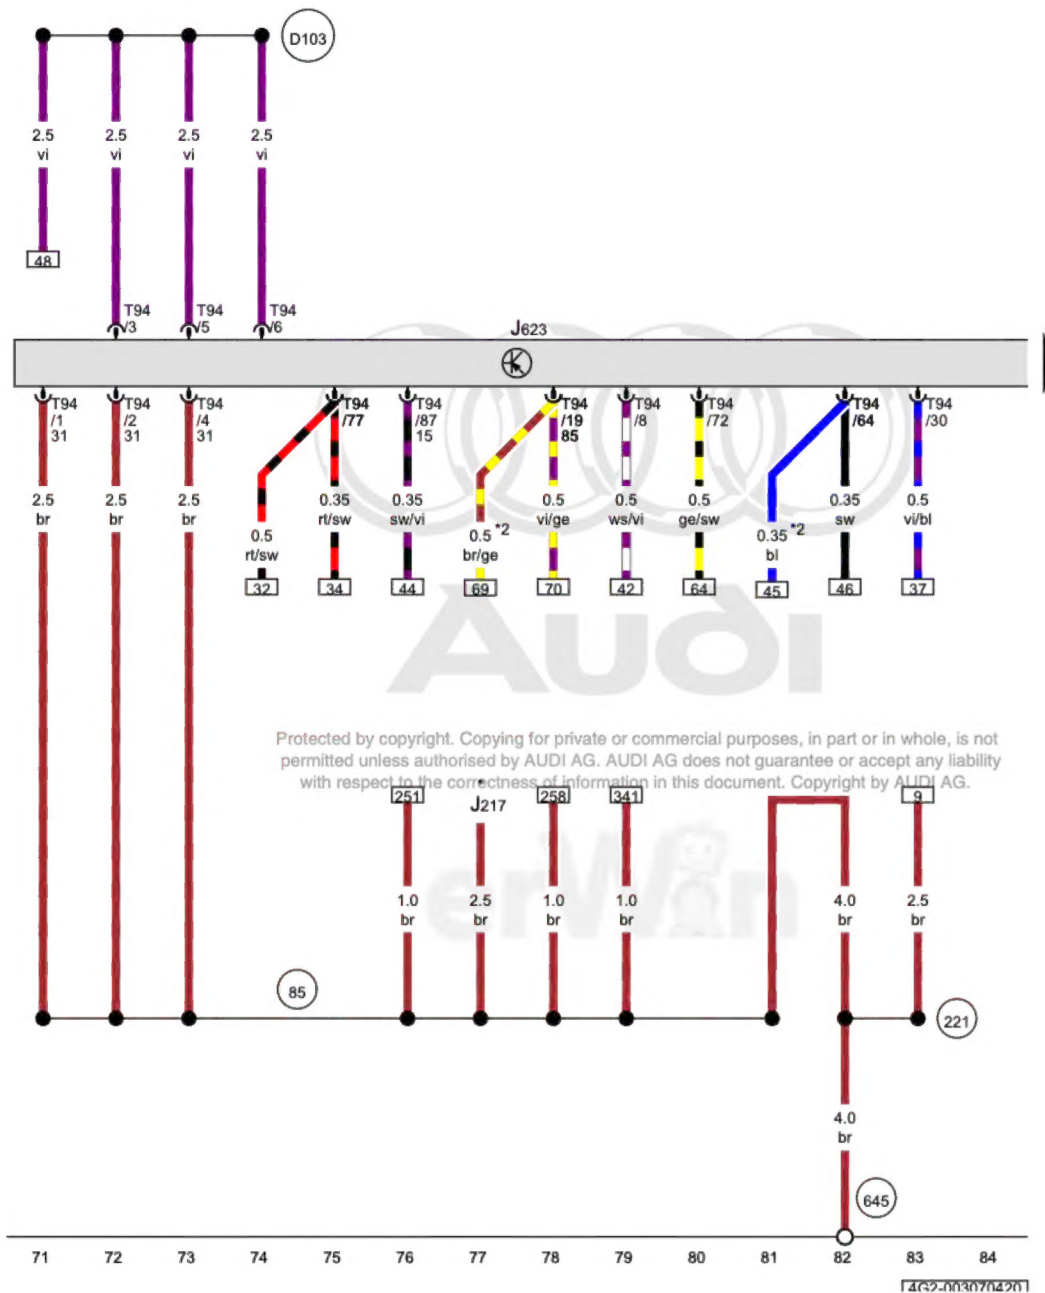 D103
2.5 2.5 2.5 2.5
vi vi vi vi
48
T94 T94 T94
/3 /5 /6
J623
T94 T94 T94 T94 T94 T94 T94 T94 T94 T94
/1 /2 /4 /77 /87 /19 /8 /72 /64 /30
31 31 31 15 85
2.5 2.5 2.5 0.35 0.35 0.5 0.5 0.5 0.35 0.5
br br br rt/sw sw/vi vi/ge ws/vi ge/sw sw vi/bl
0.5 0.5 *2 0.35 *2
rt/sw br/ge bl
32 34 44 69 70 42 64 45 46 37
Audi
Protected by copyright. Copying for private or commercial purposes, in part or in whole, is not
permitted unless authorised by AUDI AG. AUDI AG does not guarantee or accept any liability
with respect to the correctness of information in this document. Copyright by AUDI AG.
251 J217 258 341 9
erWin
1.0 2.5 1.0 1.0 4.0 2.5
br br br br br br
85
221
4.0
br
645
71 72 73 74 75 76 77 78 79 80 81 82 83 84
4G2-003070420